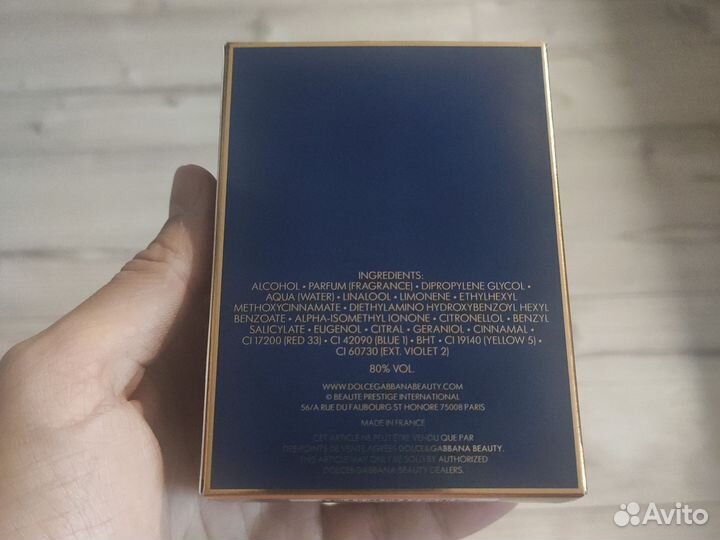 INGREDIENTS:
ALCOHOL • PARFUM (FRAGRANCE) • DIPROPYLENE GLYCOL •
AQUA (WATER) • LINALOOL • LIMONENE • ETHYLHEXYL
METHOXYCINNAMATE • DIETHYLAMINO HYDROXYBENZOYL HEXYL
BENZOATE • ALPHA-ISOMETHYL IONONE • CITRONELLOL • BENZYL
SALICYLATE • EUGENOL • CITRAL • GERANIOL • CINNAMAL •
CI 17200 (RED 33) • CI 42090 (BLUE 1) • BHT • CI 19140 (YELLOW 5) •
CI 60730 (EXT. VIOLET 2)
80% VOL.
WWW.DOLCEGABBANABEAUTY.COM
© BEAUTE PRESTIGE INTERNATIONAL
56/A RUE DU FAUBOURG ST HONORE 75008 PARIS
MADE IN FRANCE
CET ARTICLE NE PEUT ÊTRE VENDU QUE PAR
DES POINTS DE VENTE AGRÉÉS DOLCE&GABBANA BEAUTY.
THIS ARTICLE MAY ONLY BE SOLD BY AUTHORIZED
DOLCE&GABBANA BEAUTY DEALERS.
Avito